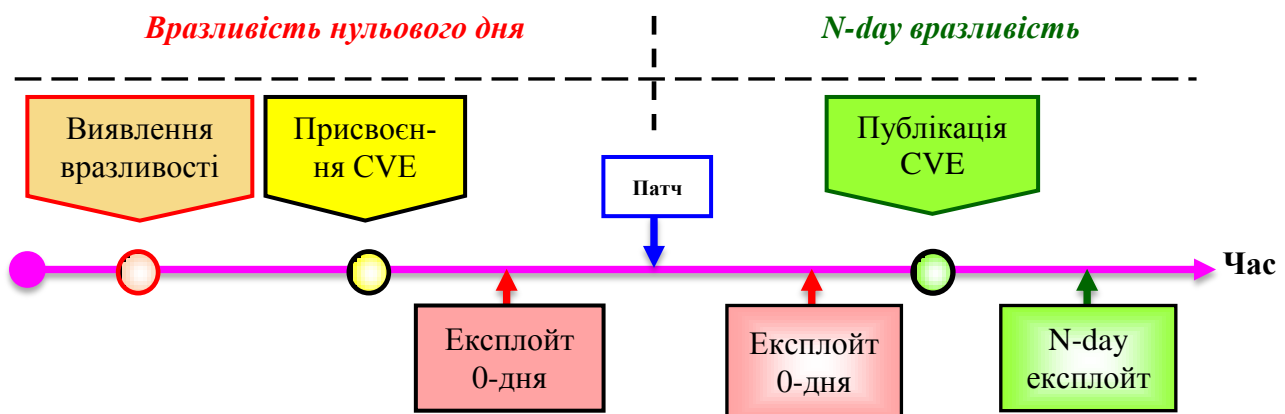 Вразливість нульового дня
N-day вразливість
Виявлення
вразливості
Присвоєн-
ня CVE
Публікація
CVE
Патч
Час
Експлойт
0-дня
Експлойт
0-дня
N-day
експлойт